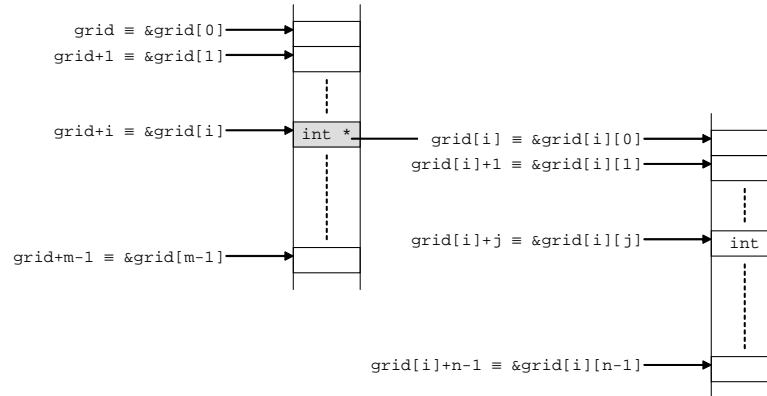 grid ≡ &grid[0]
grid+1 ≡ &grid[1]
grid+i ≡ &grid[i]
int *
grid+m-1 ≡ &grid[m-1]
grid[i] ≡ &grid[i][0]
grid[i]+1 ≡ &grid[i][1]
grid[i]+j ≡ &grid[i][j]
int
grid[i]+n-1 ≡ &grid[i][n-1]